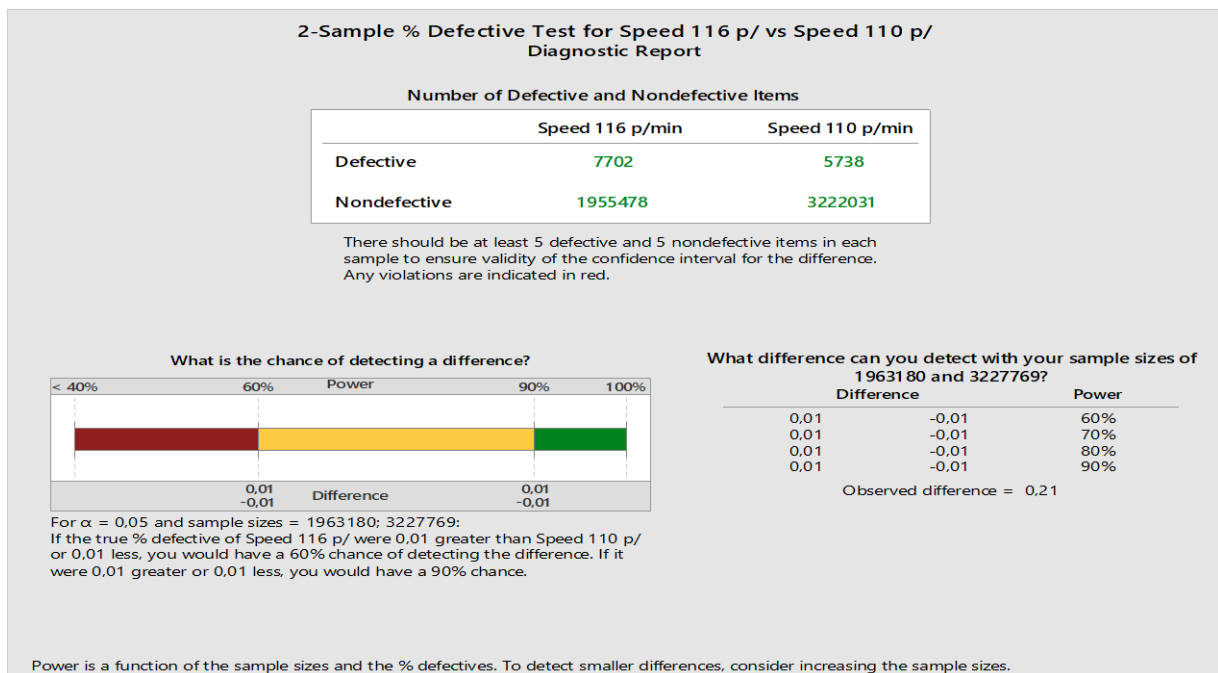 2-Sample % Defective Test for Speed 116 p/ vs Speed 110 p/
Diagnostic Report
Number of Defective and Nondefective Items
Speed 116 p/min Speed 110 p/min
Defective 7702 5738
Nondefective 1955478 3222031
There should be at least 5 defective and 5 nondefective items in each
sample to ensure validity of the confidence interval for the difference.
Any violations are indicated in red.
What is the chance of detecting a difference?
< 40% 60% Power 90% 100%
0,01 0,01
-0,01 Difference -0,01
For α = 0,05 and sample sizes = 1963180; 3227769:
If the true % defective of Speed 116 p/ were 0,01 greater than Speed 110 p/
or 0,01 less, you would have a 60% chance of detecting the difference. If it
were 0,01 greater or 0,01 less, you would have a 90% chance.
What difference can you detect with your sample sizes of
1963180 and 3227769?
Difference Power
0,01 -0,01 60%
0,01 -0,01 70%
0,01 -0,01 80%
0,01 -0,01 90%
Observed difference = 0,21
Power is a function of the sample sizes and the % defectives. To detect smaller differences, consider increasing the sample sizes.